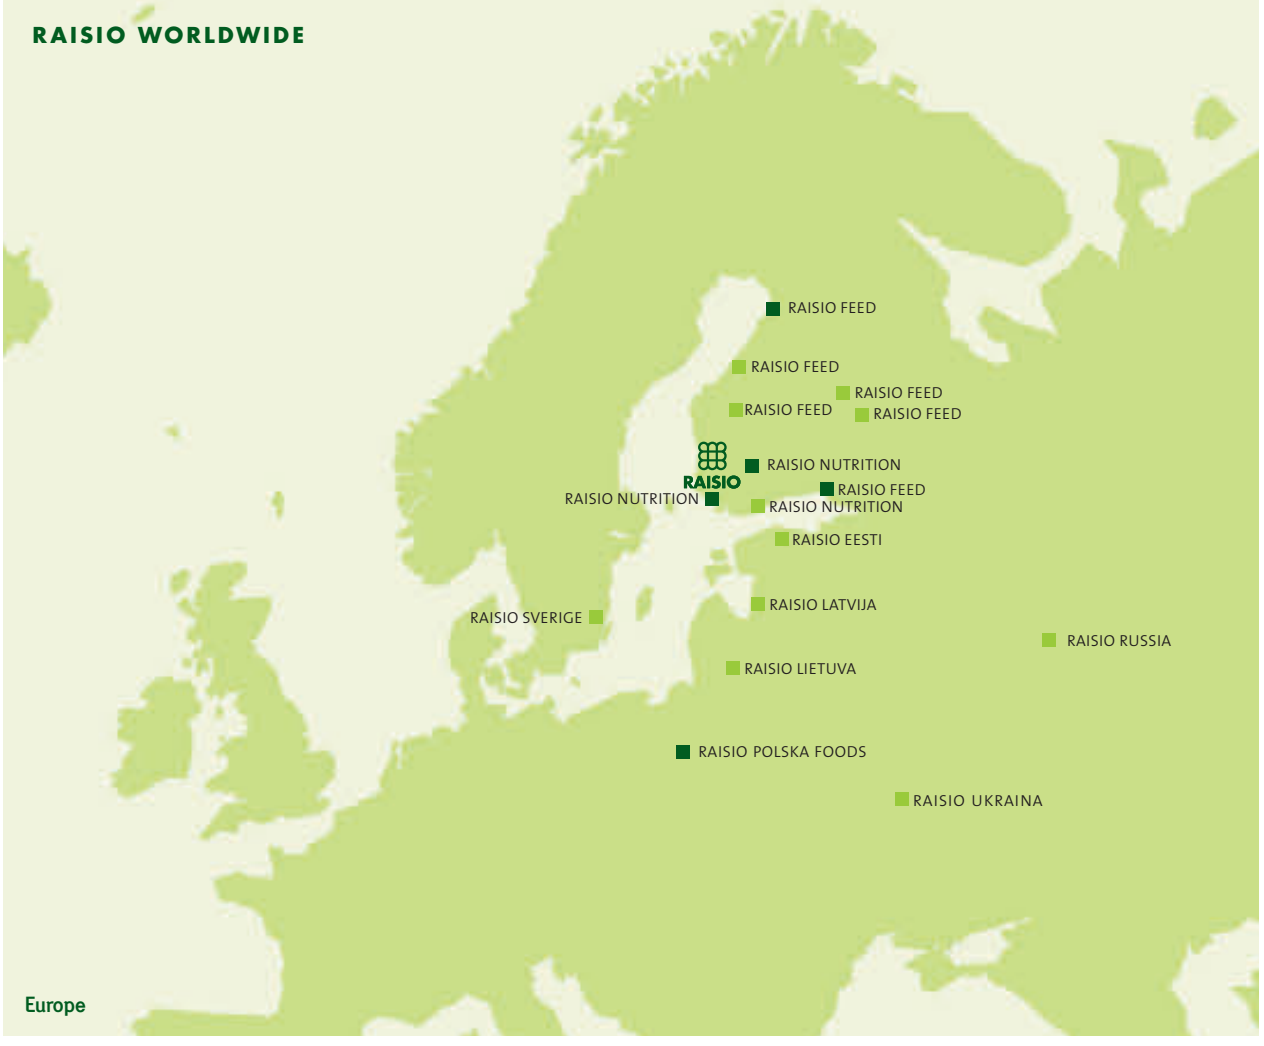 RAISIO WORLDWIDE
RAISIO FEED
RAISIO FEED
RAISIO FEED
RAISIO FEED
RAISIO FEED
RAISIO
RAISIO NUTRITION
RAISIO FEED
RAISIO NUTRITION
RAISIO NUTRITION
RAISIO EESTI
RAISIO LATVIJA
RAISIO SVERIGE
RAISIO RUSSIA
RAISIO LIETUVA
RAISIO POLSKA FOODS
RAISIO UKRAINA
Europe